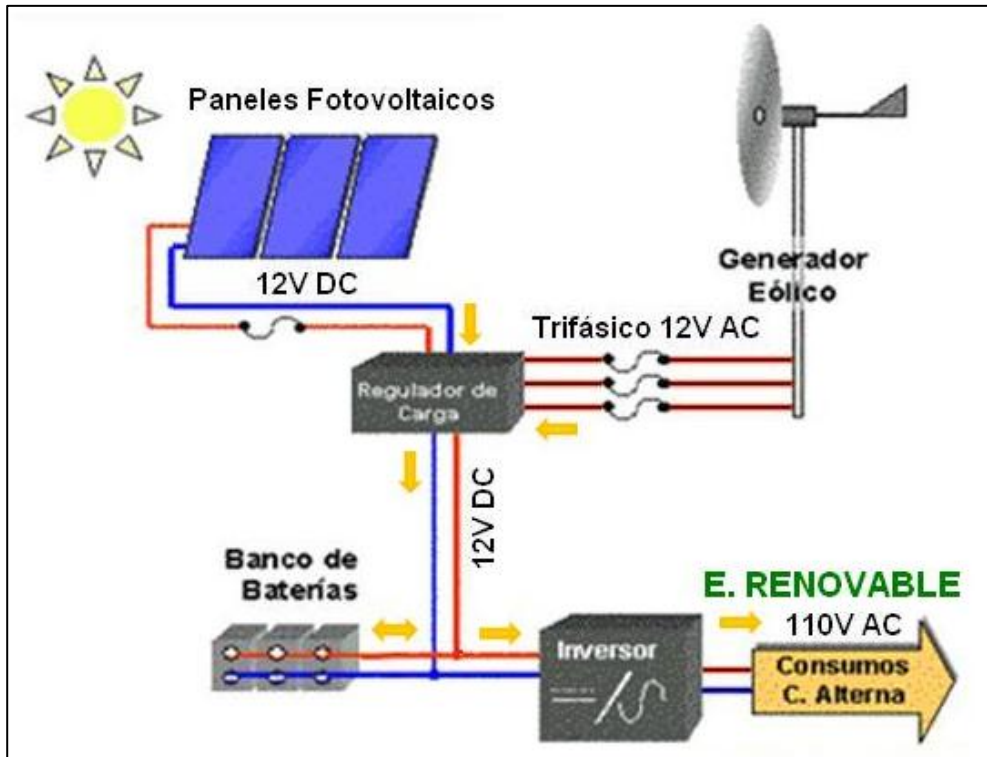 Paneles Fotovoltaicos
12V DC
Generador
Eólico
Trifásico 12V AC
Regulador de
Carga
12V DC
Banco de
Baterías
E. RENOVABLE
110V AC
Inversor
Consumos
C. Alterna